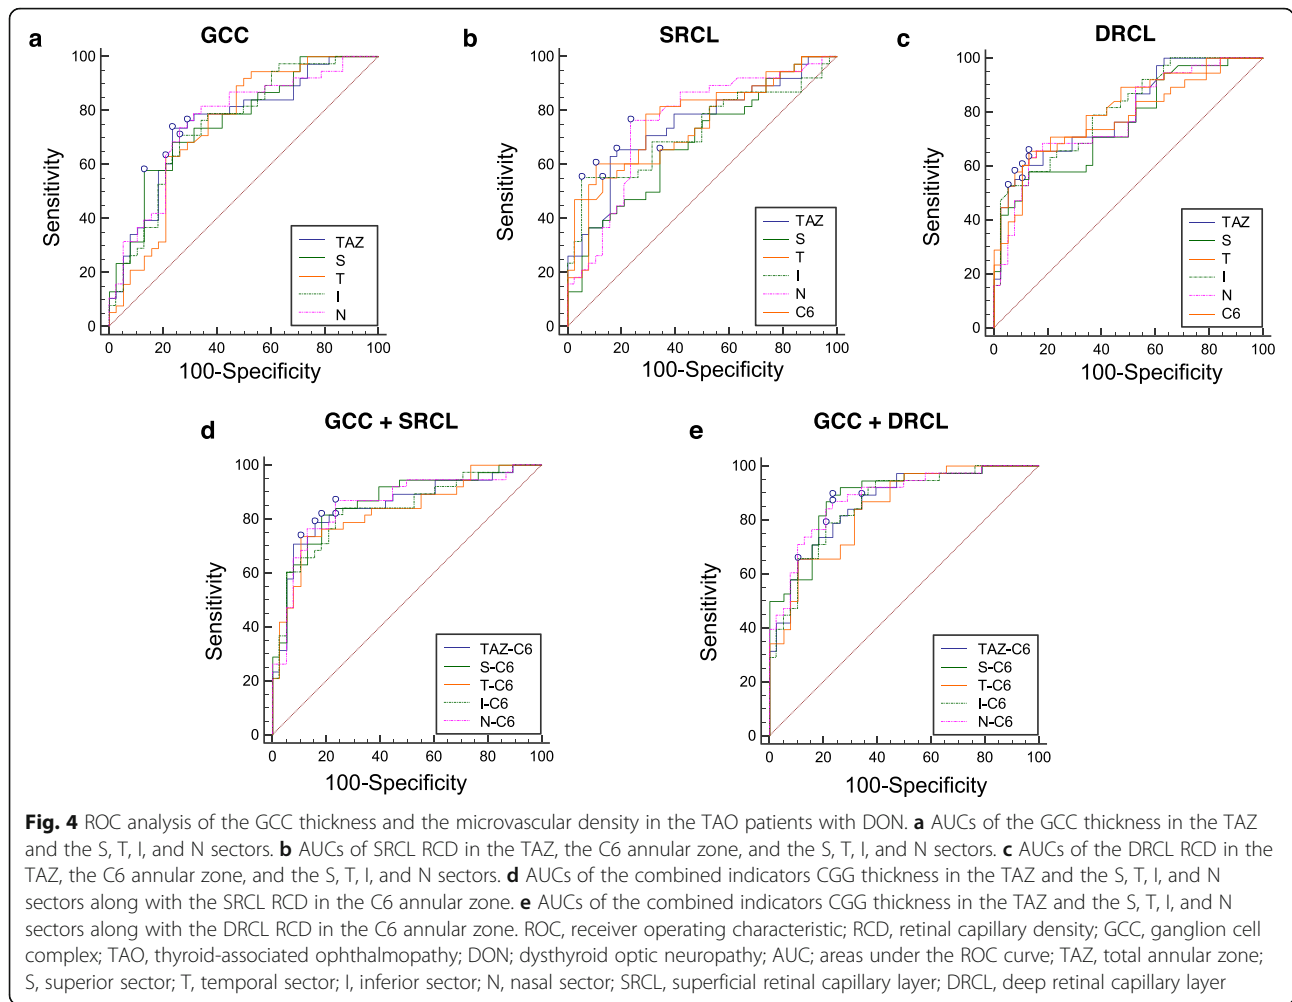 a
GCC
100
80
60
40
20
0
Sensitivity
0 20 40 60 80 100
100-Specificity
TAZ
S
T
I
N
b
SRCL
100
80
60
40
20
0
Sensitivity
0 20 40 60 80 100
100-Specificity
TAZ
S
T
I
N
C6
c
DRCL
100
80
60
40
20
0
Sensitivity
0 20 40 60 80 100
100-Specificity
TAZ
S
T
I
N
C6
d
GCC + SRCL
100
80
60
40
20
0
Sensitivity
0 20 40 60 80 100
100-Specificity
TAZ-C6
S-C6
T-C6
I-C6
N-C6
e
GCC + DRCL
100
80
60
40
20
0
Sensitivity
0 20 40 60 80 100
100-Specificity
TAZ-C6
S-C6
T-C6
I-C6
N-C6
Fig. 4 ROC analysis of the GCC thickness and the microvascular density in the TAO patients with DON. a AUCs of the GCC thickness in the TAZ
and the S, T, I, and N sectors. b AUCs of SRCL RCD in the TAZ, the C6 annular zone, and the S, T, I, and N sectors. c AUCs of the DRCL RCD in the
TAZ, the C6 annular zone, and the S, T, I, and N sectors. d AUCs of the combined indicators CGG thickness in the TAZ and the S, T, I, and N
sectors along with the SRCL RCD in the C6 annular zone. e AUCs of the combined indicators CGG thickness in the TAZ and the S, T, I, and N
sectors along with the DRCL RCD in the C6 annular zone. ROC, receiver operating characteristic; RCD, retinal capillary density; GCC, ganglion cell
complex; TAO, thyroid-associated ophthalmopathy; DON; dysthyroid optic neuropathy; AUC; areas under the ROC curve; TAZ, total annular zone;
S, superior sector; T, temporal sector; I, inferior sector; N, nasal sector; SRCL, superficial retinal capillary layer; DRCL, deep retinal capillary layer